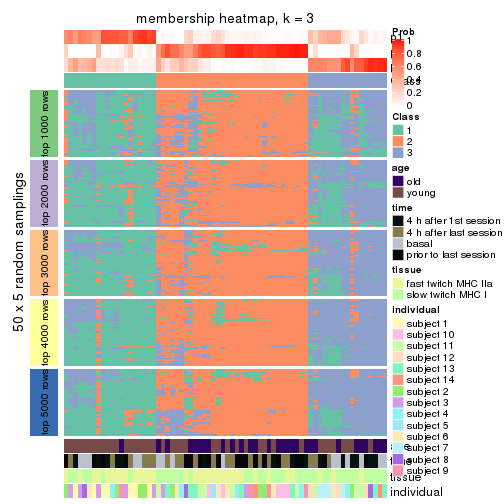 membership heatmap, k = 3
50 x 5 random samplings
top 1000 rows
top 2000 rows
top 3000 rows
top 4000 rows
top 5000 rows
Prob
1
0.8
0.6
0.4
0.2
0
Class
1
2
3
age
old
young
time
4 h after 1st session
4 h after last session
basal
prior to last session
tissue
fast twitch MHC IIa
slow twitch MHC I
individual
subject 1
subject 10
subject 11
subject 12
subject 13
subject 14
subject 2
subject 3
subject 4
subject 5
subject 6
subject 7
subject 8
subject 9
tissue
individual